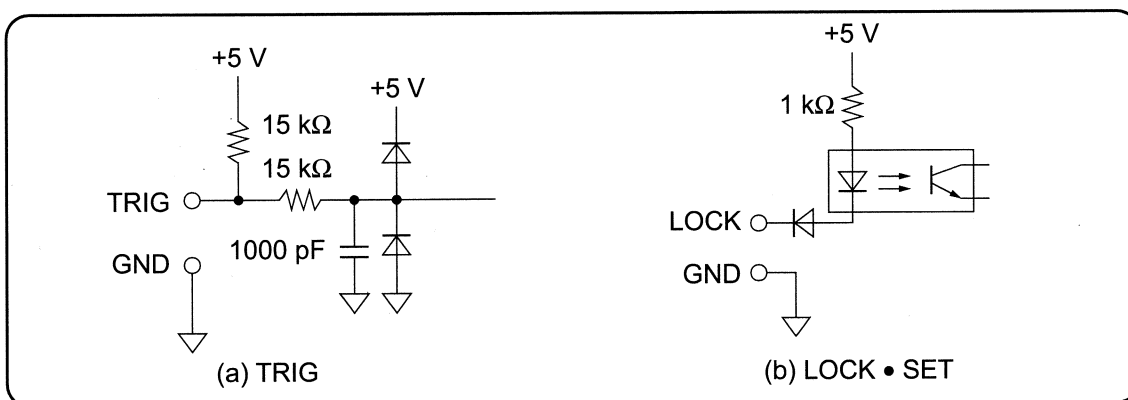 +5 V
+5 V
15 kΩ
15 kΩ
TRIG
1000 pF
GND
(a) TRIG
+5 V
1 kΩ
LOCK
GND
(b) LOCK • SET